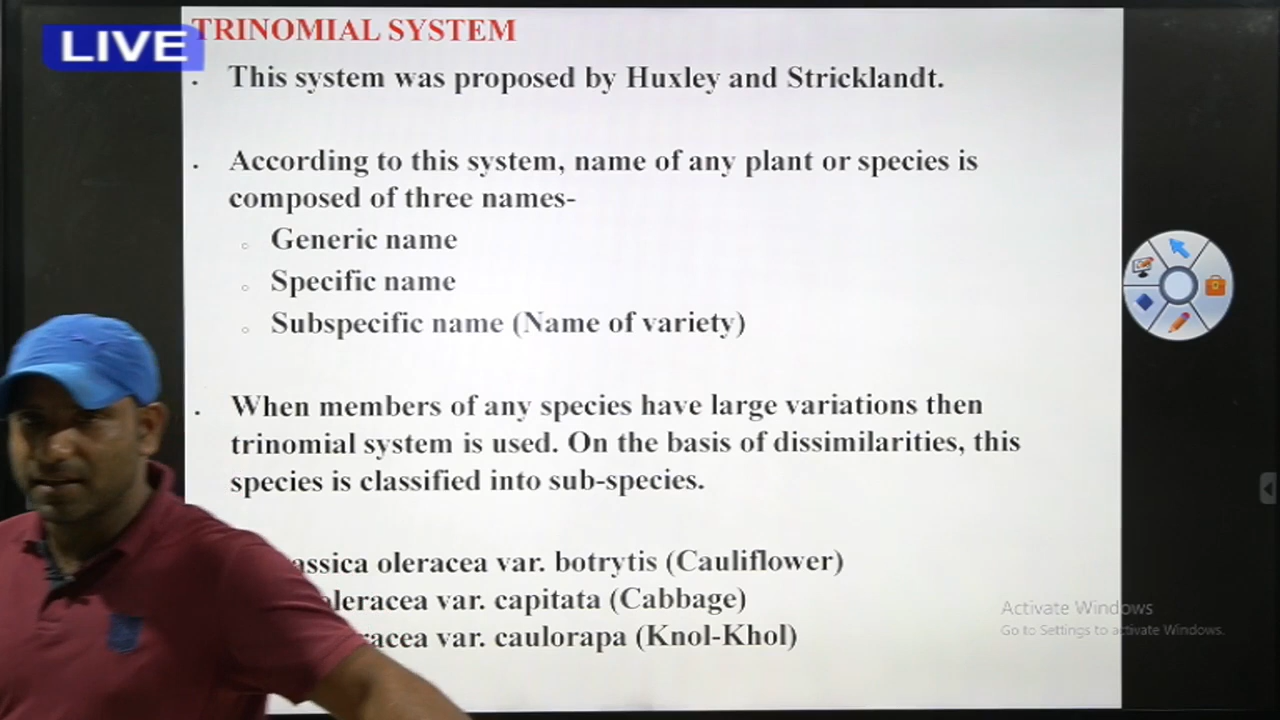 LIVE
TRINOMIAL SYSTEM
. This system was proposed by Huxley and Stricklandt.
. According to this system, name of any plant or species is
composed of three names-
Generic name
Specific name
Subspecific name (Name of variety)
. When members of any species have large variations then
trinomial system is used. On the basis of dissimilarities, this
species is classified into sub-species.
assica oleracea var. botrytis (Cauliflower)
oleracea var. capitata (Cabbage)
racea var. caulorapa (Knol-Khol)
Activate Windows
Go to Settings to activate Windows.